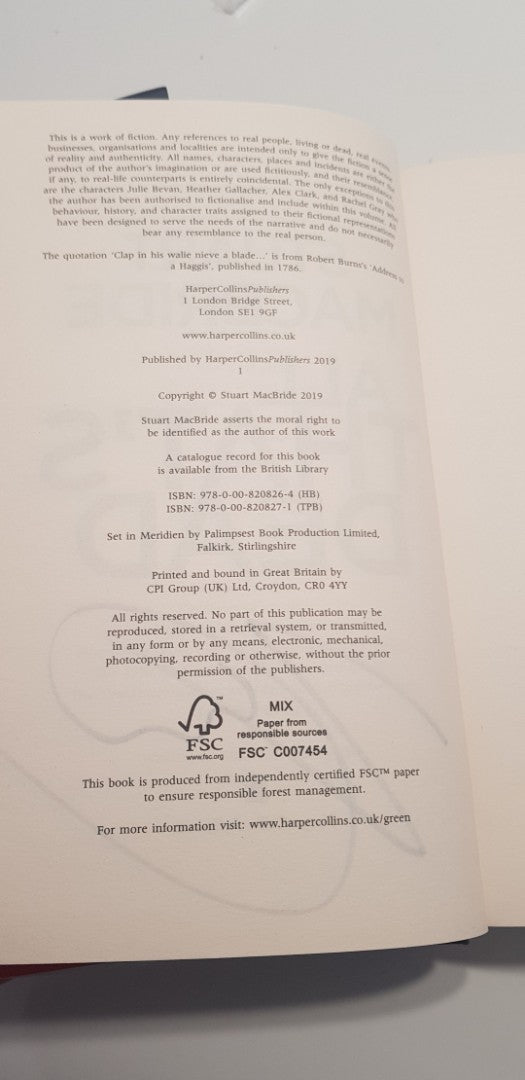 This is a work of fiction. Any references to real people, living or dead, real events,
businesses, organisations and localities are intended only to give the fiction a sense
of reality and authenticity. All names, characters, places and incidents are either the
product of the author's imagination or are used fictitiously, and their resemblance,
if any, to real-life counterparts is entirely coincidental. The only exceptions to this
are the characters Julie Bevan, Heather Gallacher, Alex Clark, and Rachel Gray who
the author has been authorised to fictionalise and include within this volume. All
behaviour, history, and character traits assigned to their fictional representations
have been designed to serve the needs of the narrative and do not necessarily
bear any resemblance to the real person.
The quotation 'Clap in his walie nieve a blade...' is from Robert Burns's 'Address to
a Haggis', published in 1786.
HarperCollinsPublishers
1 London Bridge Street,
London SE1 9GF
www.harpercollins.co.uk
Published by HarperCollinsPublishers 2019
1
Copyright © Stuart MacBride 2019
Stuart MacBride asserts the moral right to
be identified as the author of this work
A catalogue record for this book
is available from the British Library
ISBN: 978-0-00-820826-4 (HB)
ISBN: 978-0-00-820827-1 (TPB)
Set in Meridien by Palimpsest Book Production Limited,
Falkirk, Stirlingshire
Printed and bound in Great Britain by
CPI Group (UK) Ltd, Croydon, CR0 4YY
All rights reserved. No part of this publication may be
reproduced, stored in a retrieval system, or transmitted,
in any form or by any means, electronic, mechanical,
photocopying, recording or otherwise, without the prior
permission of the publishers.
FSC™
www.fsc.org
MIX
Paper from
responsible sources
FSC™ C007454
This book is produced from independently certified FSC™ paper
to ensure responsible forest management.
For more information visit: www.harpercollins.co.uk/green